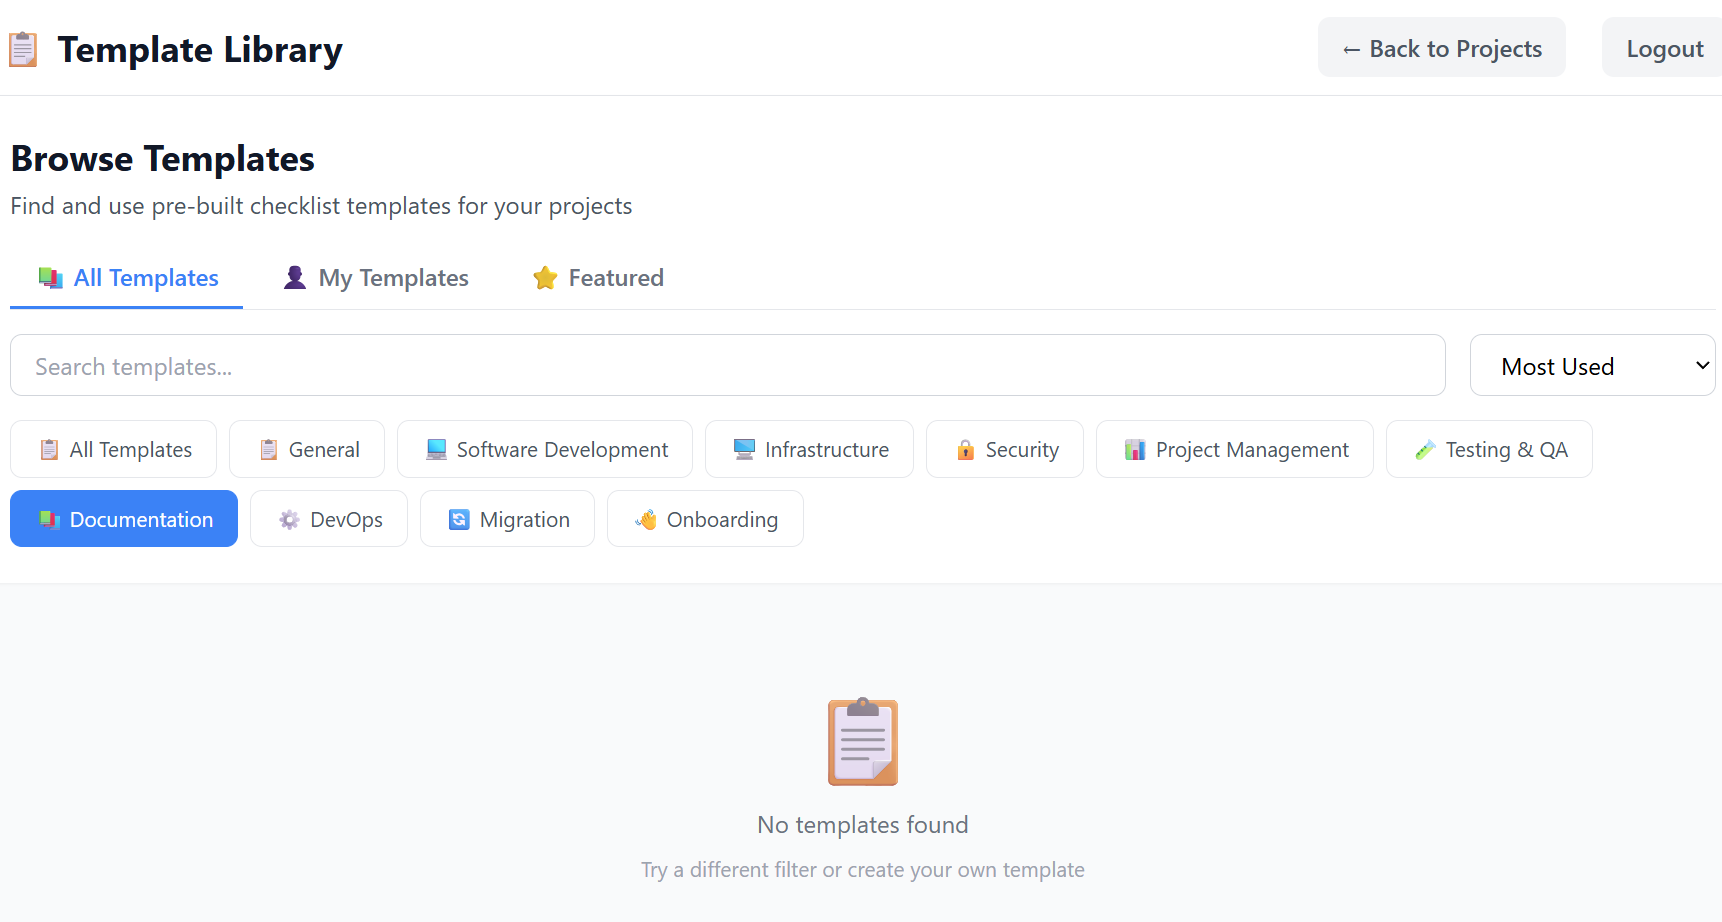 Template Library
← Back to Projects
Logout
Browse Templates
Find and use pre-built checklist templates for your projects
All Templates
My Templates
Featured
Search templates...
Most Used
All Templates
General
Software Development
Infrastructure
Security
Project Management
Testing & QA
Documentation
DevOps
Migration
Onboarding
No templates found
Try a different filter or create your own template